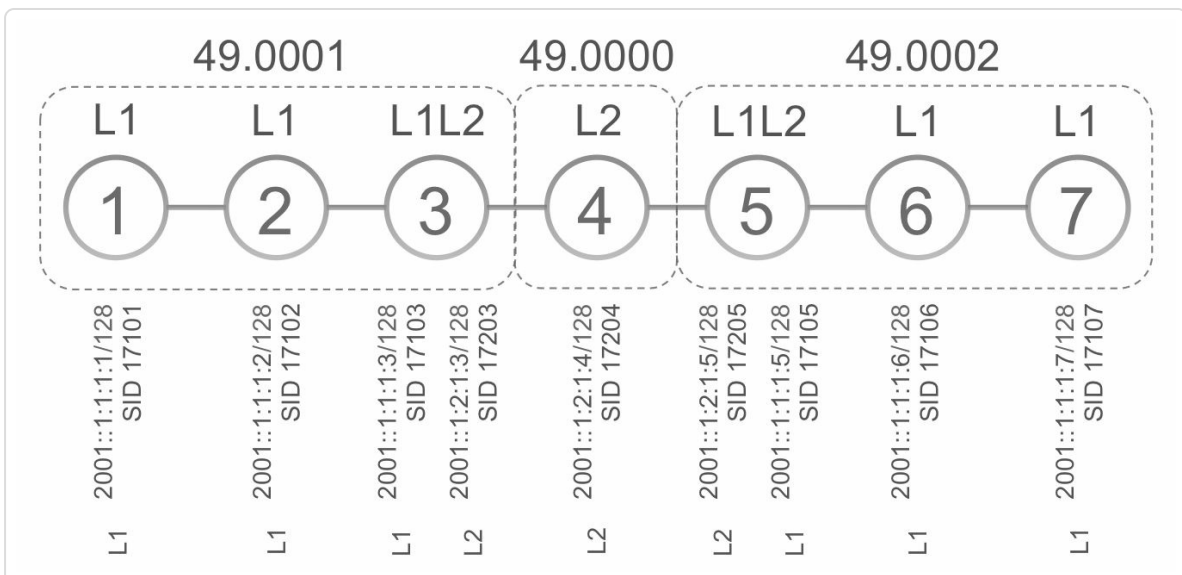 49.0001
49.0000
49.0002
L1
L1
L1L2
L2
L1L2
L1
L1
1
2
3
4
5
6
7
2001::1:1:1:1/128
SID 17101
2001::1:1:1:2/128
SID 17102
2001::1:1:1:3/128
SID 17103
2001::1:2:1:3/128
SID 17203
2001::1:2:1:4/128
SID 17204
2001::1:2:1:5/128
SID 17205
2001::1:1:1:5/128
SID 17105
2001::1:1:1:6/128
SID 17106
2001::1:1:1:7/128
SID 17107
L1
L1
L1
L2
L2
L2
L1
L1
L1